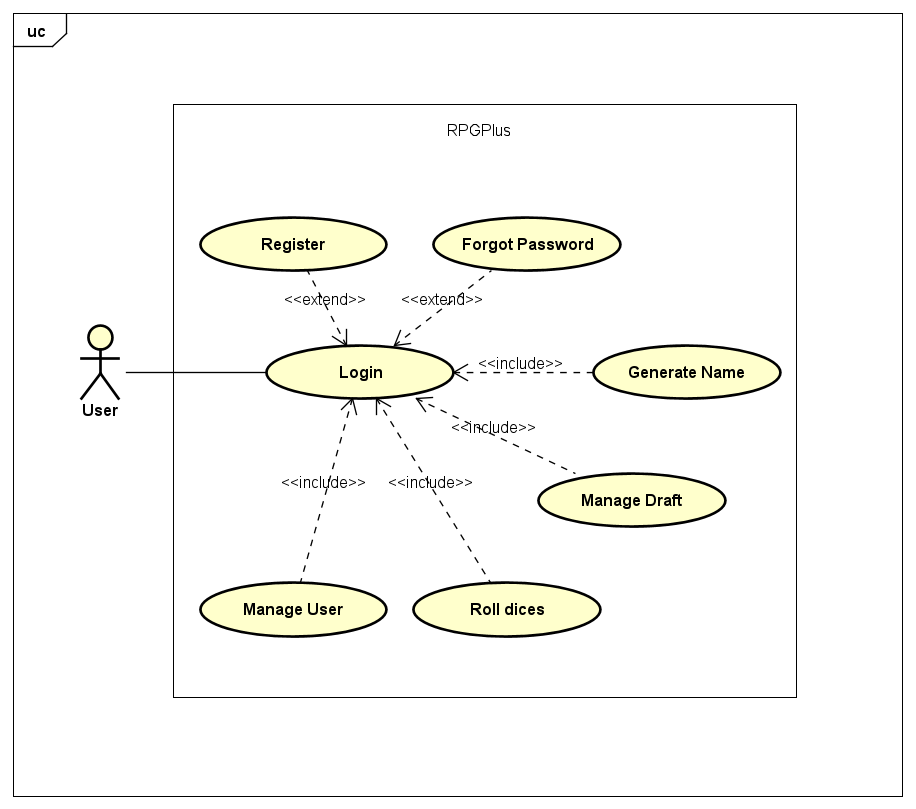 uc
RPGPlus
Register
Forgot Password
<<extend>>
<<extend>>
Login
<<include>>
Generate Name
User
<<include>>
<<include>>
<<include>>
Manage Draft
Manage User
Roll dices